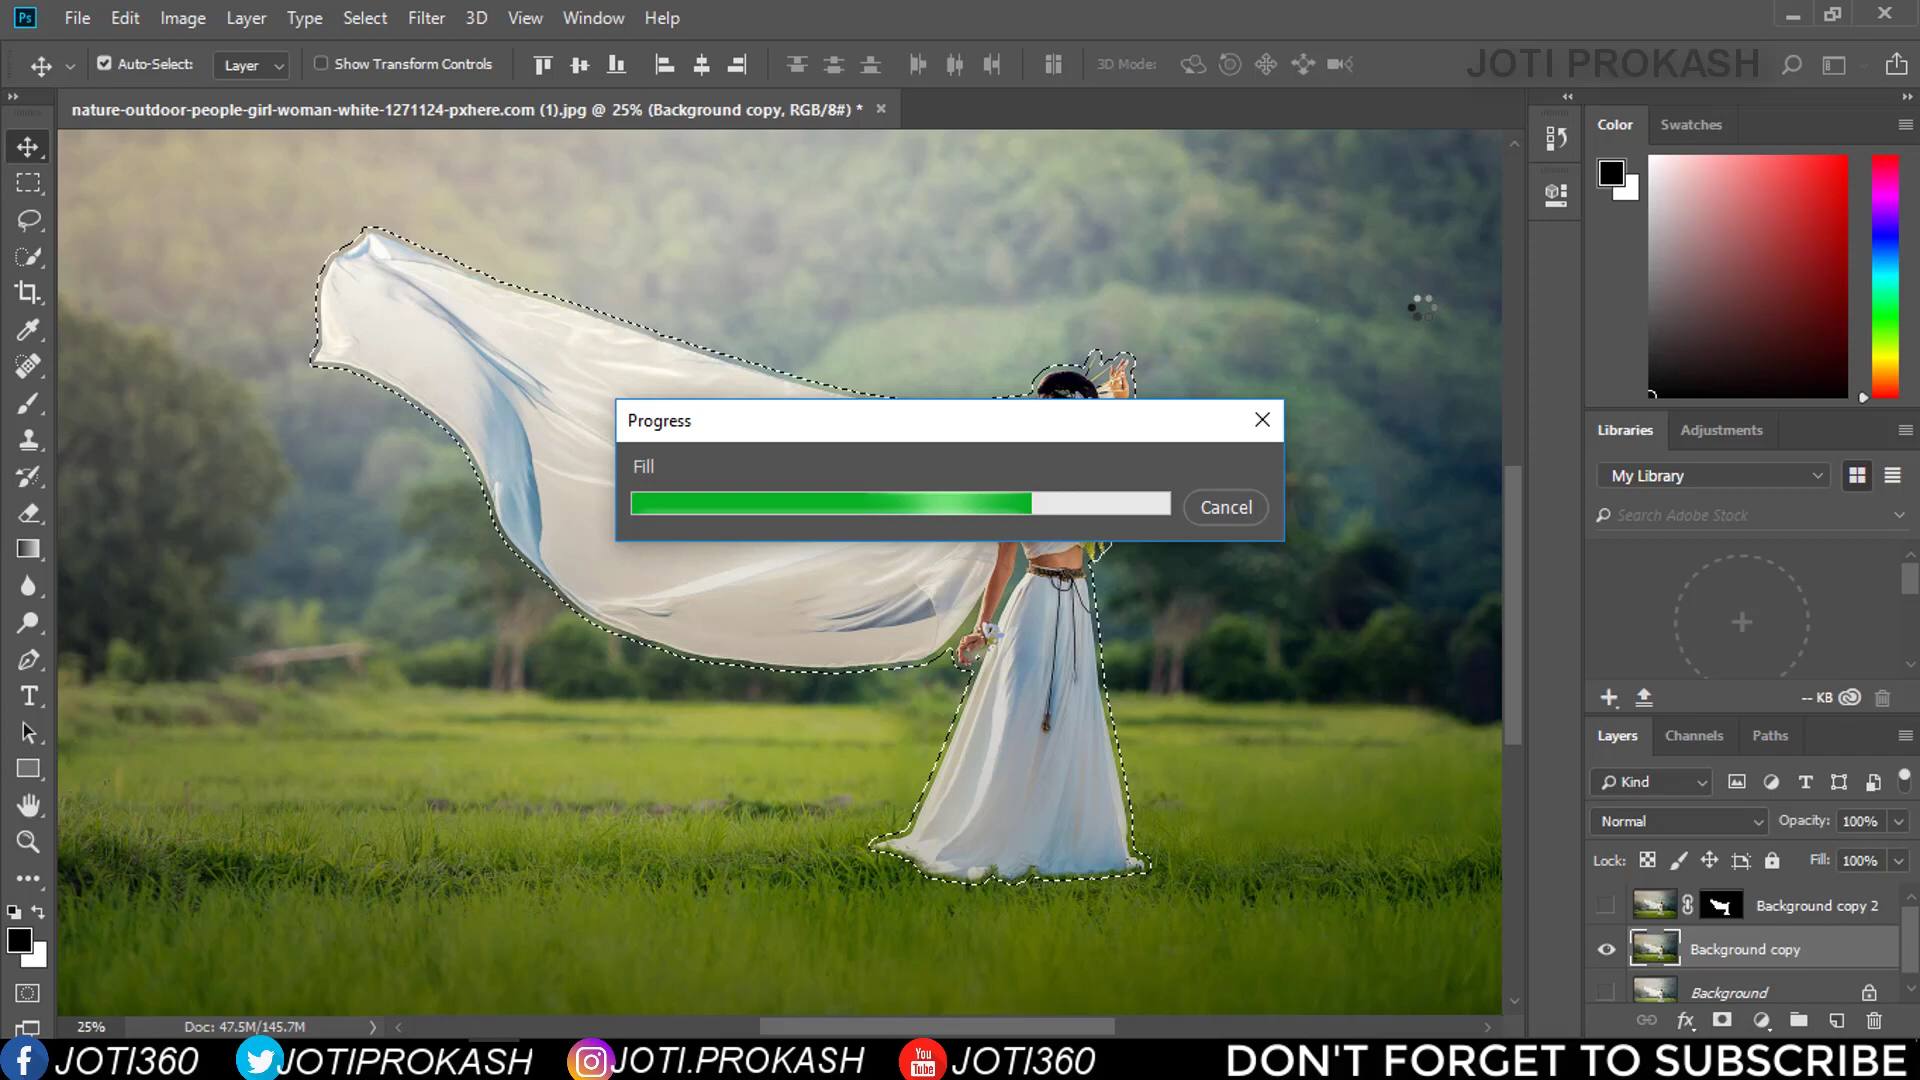 Ps File Edit Image Layer Type Select Filter 3D View Window Help
Auto-Select: Layer Show Transform Controls 3D Mode: JOTI PROKASH
nature-outdoor-people-girl-woman-white-1271124-pxhere.com (1).jpg @ 25% (Background copy, RGB/8#) *
Color Swatches
Progress
Fill
Cancel
Libraries Adjustments
My Library
Search Adobe Stock
-- KB
Layers Channels Paths
Kind
Normal Opacity: 100%
Lock: Fill: 100%
Background copy 2
Background copy
Background
25% Doc: 47.5M/145.7M
JOTI360 JOTIPROKASH JOTI.PROKASH You Tube JOTI360 DON'T FORGET TO SUBSCRIBE